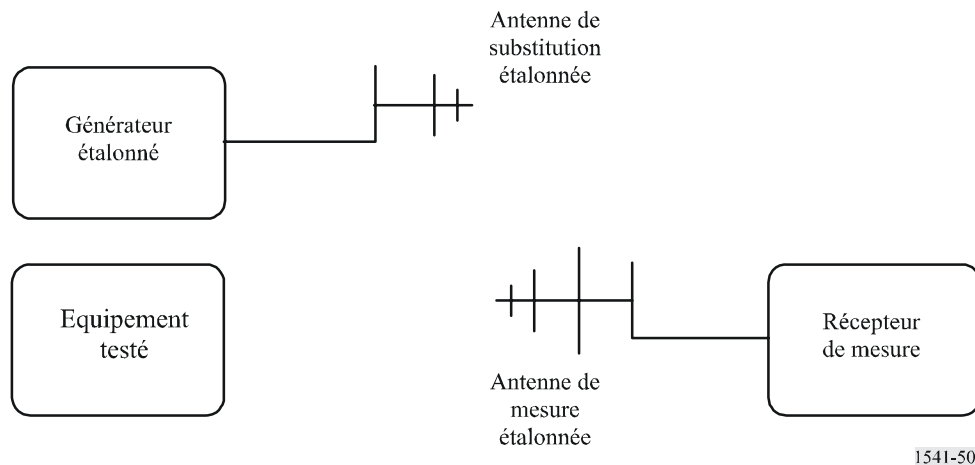 Antenne de
substitution
étalonnée
Générateur
étalonné
Equipement
testé
Récepteur
de mesure
Antenne de
mesure
étalonnée
1541-50